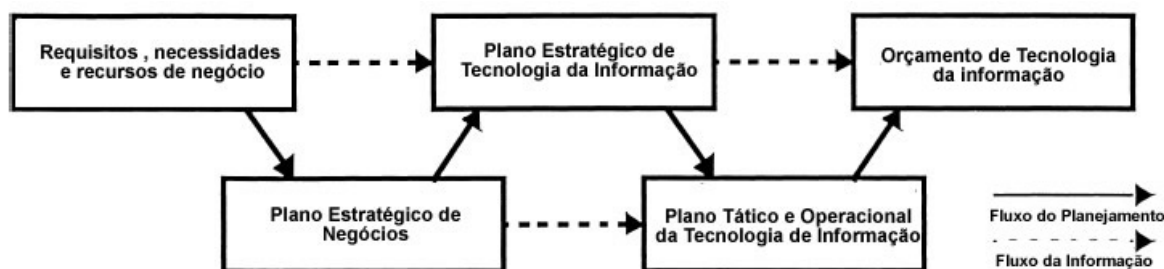 Requisitos , necessidades
e recursos de negócio
Plano Estratégico de
Tecnologia da Informação
Orçamento de Tecnologia
da informação
Plano Estratégico de
Negócios
Plano Tático e Operacional
da Tecnologia de Informação
Fluxo do Planejamento
Fluxo da Informação